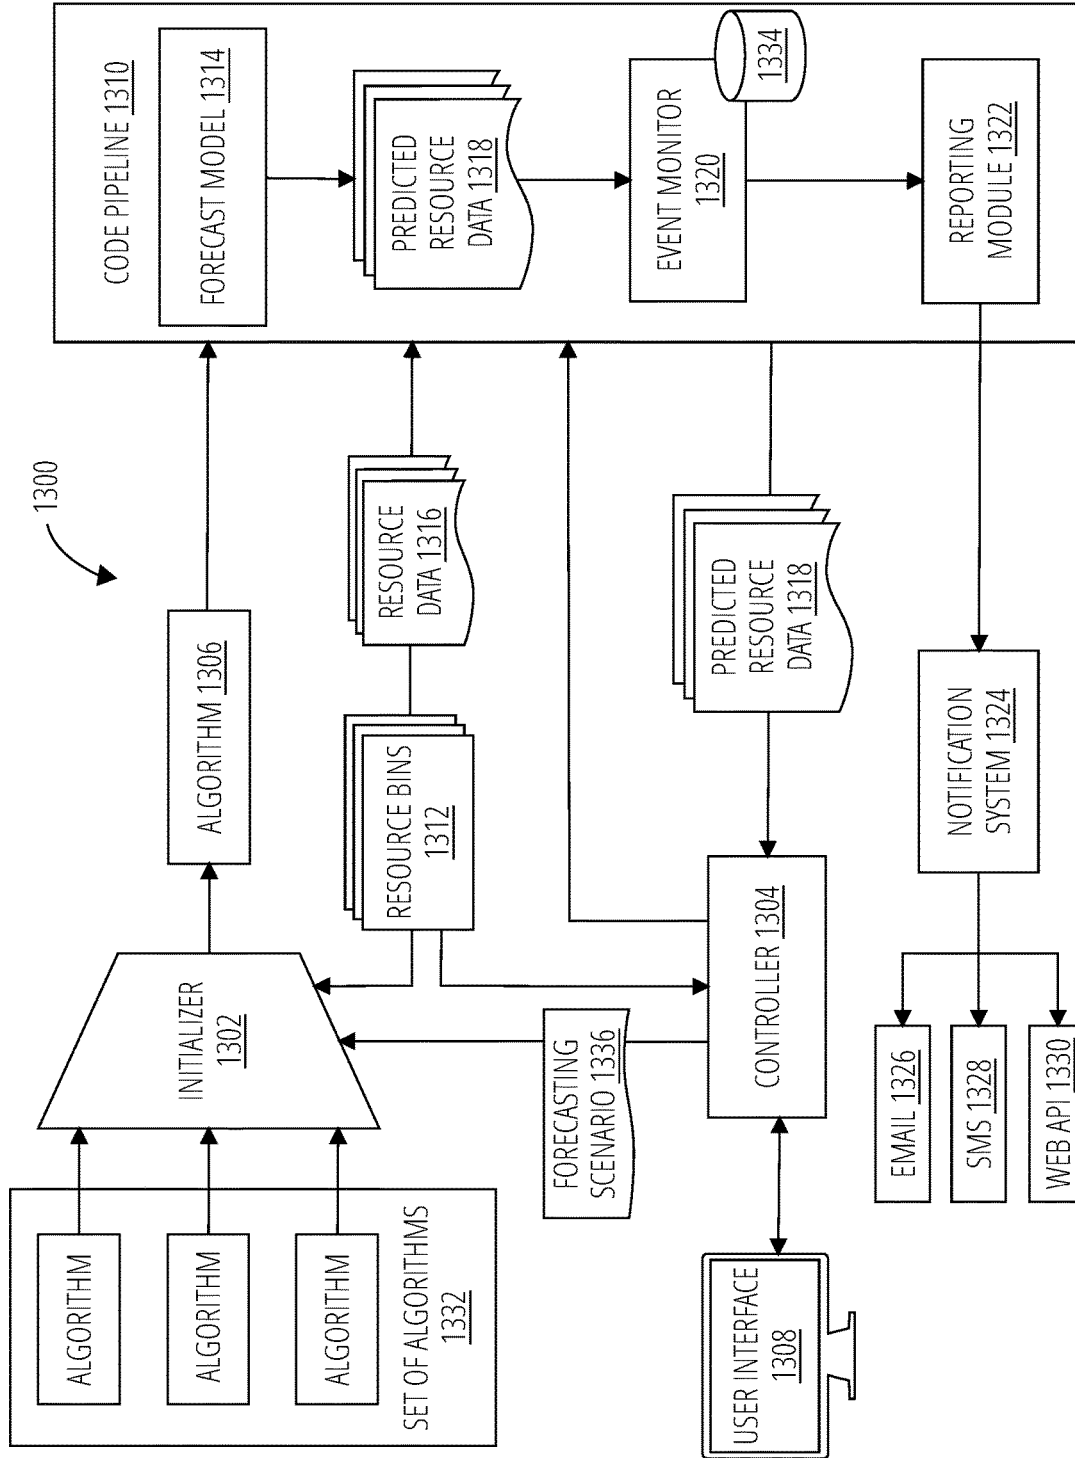 1300
ALGORITHM
ALGORITHM
ALGORITHM
SET OF ALGORITHMS
1332
INITIALIZER
1302
ALGORITHM 1306
CODE PIPELINE 1310
FORECAST MODEL 1314
RESOURCE BINS
1312
RESOURCE
DATA 1316
PREDICTED
RESOURCE
DATA 1318
FORECASTING
SCENARIO 1336
EVENT MONITOR
1320
1334
USER INTERFACE
1308
CONTROLLER 1304
PREDICTED
RESOURCE
DATA 1318
EMAIL 1326
SMS 1328
WEB API 1330
NOTIFICATION
SYSTEM 1324
REPORTING
MODULE 1322